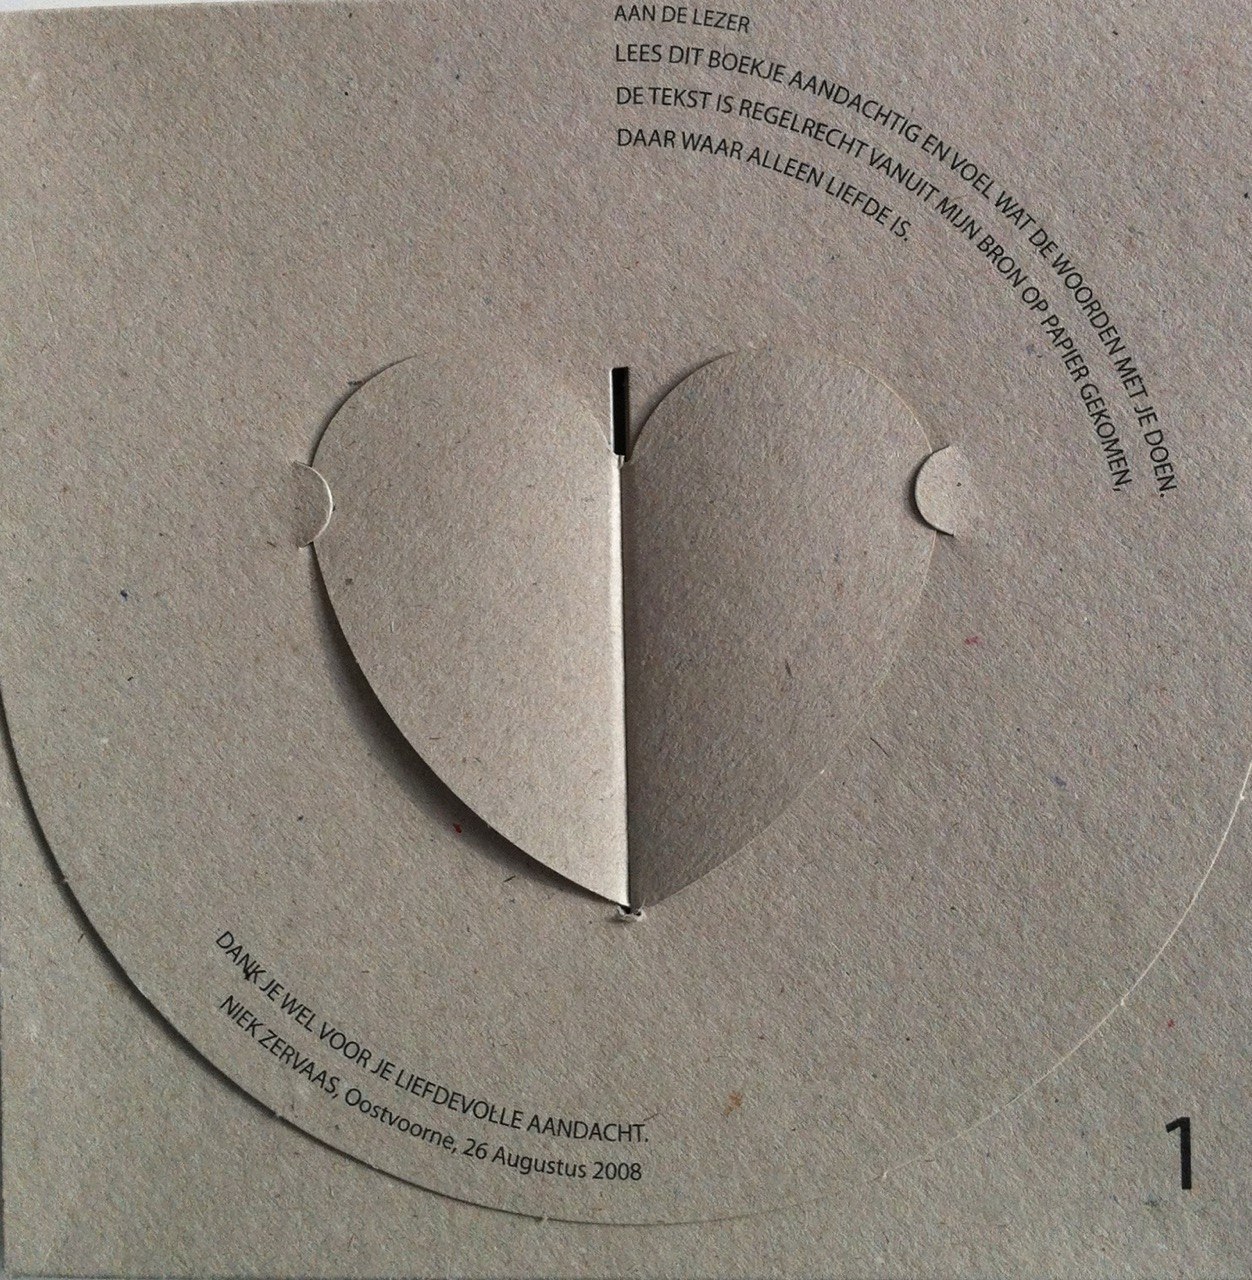 AAN DE LEZER
LEES DIT BOEKJE AANDACHTIG EN VOEL WAT DE WOORDEN MET JE DOEN.
DE TEKST IS REGELRECHT VANUIT MIJN BRON OP PAPIER GEKOMEN,
DAAR WAAR ALLEEN LIEFDE IS.
DANK JE WEL VOOR JE LIEFDEVOLLE AANDACHT.
NIEK ZERVAAS, Oostvoorne, 26 Augustus 2008
1